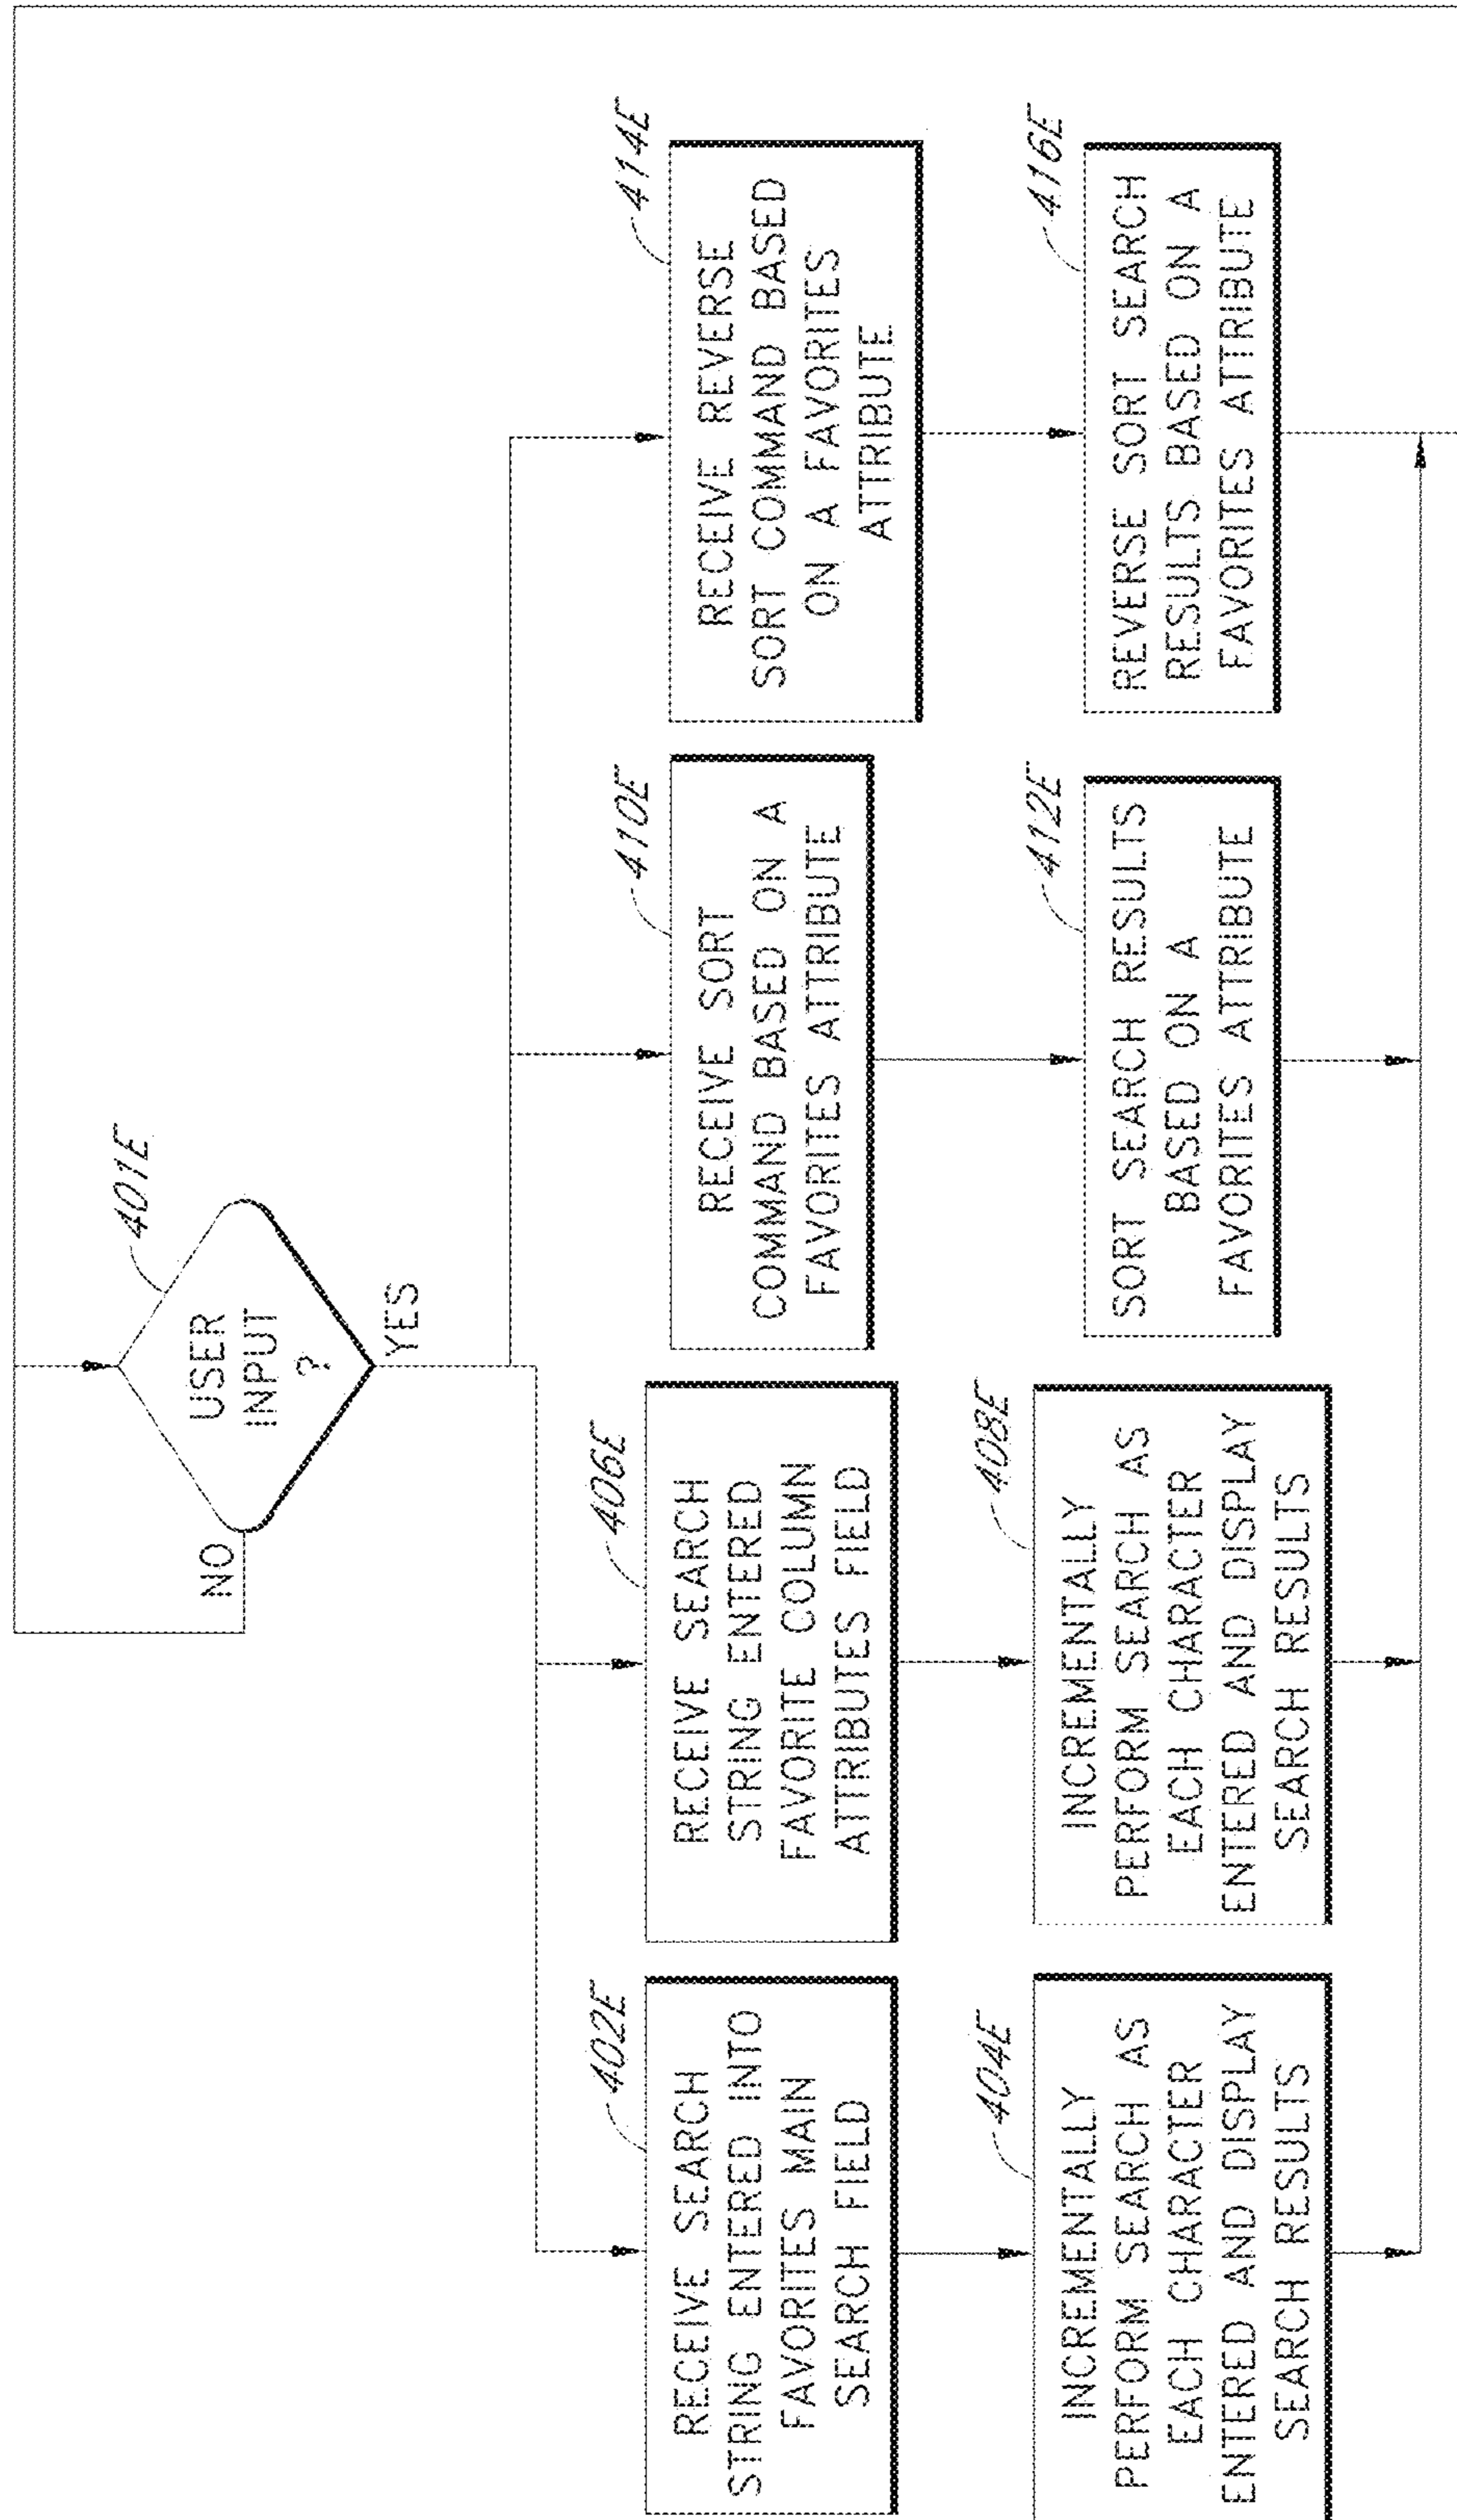 401E
USER
INPUT
?
NO
YES
402E
RECEIVE SEARCH
STRING ENTERED INTO
FAVORITES MAIN
SEARCH FIELD
406E
RECEIVE SEARCH
STRING ENTERED
FAVORITE COLUMN
ATTRIBUTES FIELD
410E
RECEIVE SORT
COMMAND BASED ON A
FAVORITES ATTRIBUTE
414E
RECEIVE REVERSE
SORT COMMAND BASED
ON A FAVORITES
ATTRIBUTE
404E
INCREMENTALLY
PERFORM SEARCH AS
EACH CHARACTER
ENTERED AND DISPLAY
SEARCH RESULTS
408E
INCREMENTALLY
PERFORM SEARCH AS
EACH CHARACTER
ENTERED AND DISPLAY
SEARCH RESULTS
412E
SORT SEARCH RESULTS
BASED ON A
FAVORITES ATTRIBUTE
416E
REVERSE SORT SEARCH
RESULTS BASED ON A
FAVORITES ATTRIBUTE